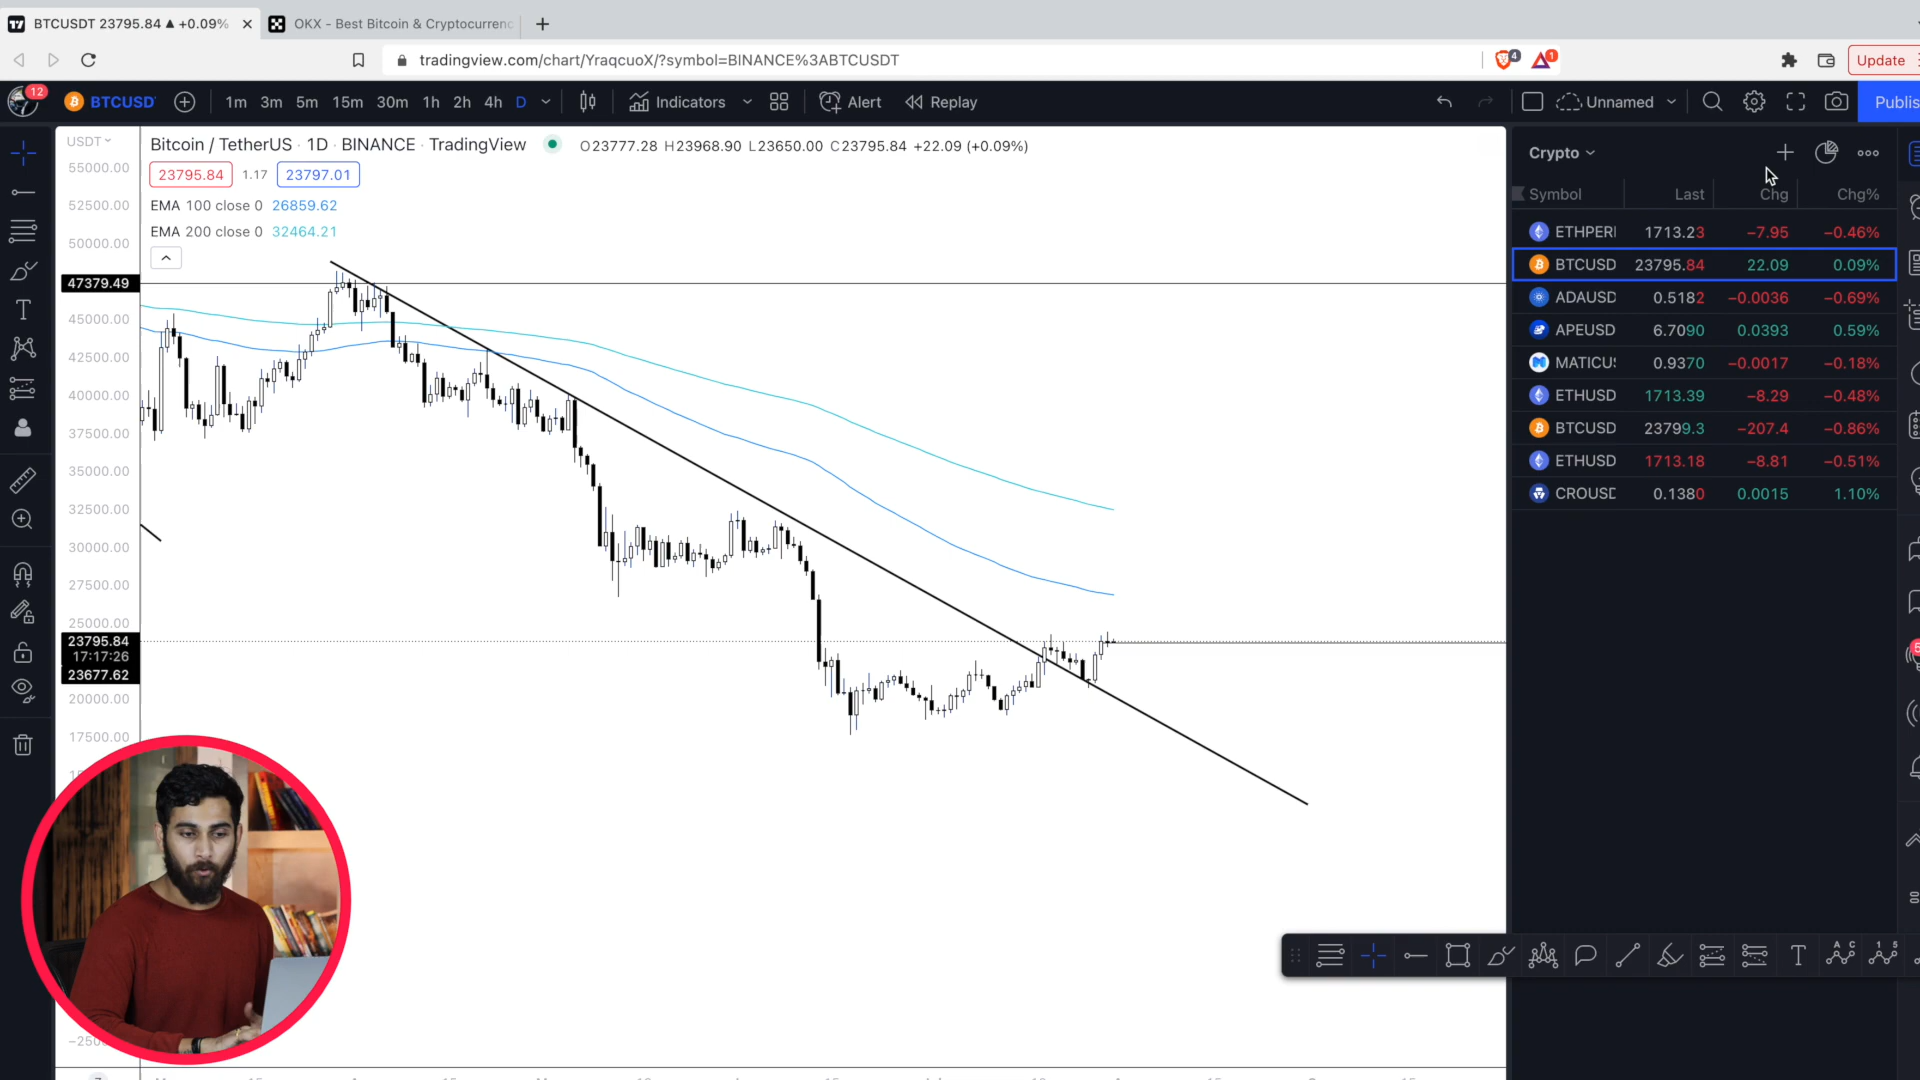 BTCUSDT 23795.84 ▲ +0.09%
OKX - Best Bitcoin & Cryptocurrenc
tradingview.com/chart/YraqcuoX/?symbol=BINANCE%3ABTCUSDT
4
1
Update
12
BTCUSD
1m 3m 5m 15m 30m 1h 2h 4h D
Indicators
Alert
Replay
Unnamed
Publis
USDT
Bitcoin / TetherUS · 1D · BINANCE · TradingView
O23777.28 H23968.90 L23650.00 C23795.84 +22.09 (+0.09%)
23795.84 1.17 23797.01
EMA 100 close 0 26859.62
EMA 200 close 0 32464.21
55000.00
52500.00
50000.00
47379.49
45000.00
42500.00
40000.00
37500.00
35000.00
32500.00
30000.00
27500.00
25000.00
23795.84
17:17:26
23677.62
20000.00
17500.00
Crypto
Symbol Last Chg Chg%
ETHPERI 1713.23 −7.95 −0.46%
BTCUSD 23795.84 22.09 0.09%
ADAUSD 0.5182 −0.0036 −0.69%
APEUSD 6.7090 0.0393 0.59%
MATICUS 0.9370 −0.0017 −0.18%
ETHUSD 1713.39 −8.29 −0.48%
BTCUSD 23799.3 −207.4 −0.86%
ETHUSD 1713.18 −8.81 −0.51%
CROUSD 0.1380 0.0015 1.10%
5
T
A C
1 5